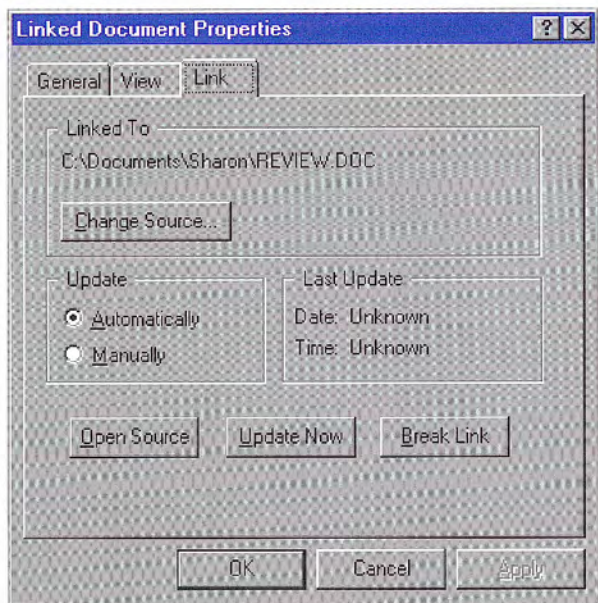 Linked Document Properties
General View Link
Linked To
C:\Documents\Sharon\REVIEW.DOC
Change Source...
Update
Automatically
Manually
Last Update
Date: Unknown
Time: Unknown
Open Source Update Now Break Link
OK Cancel Apply